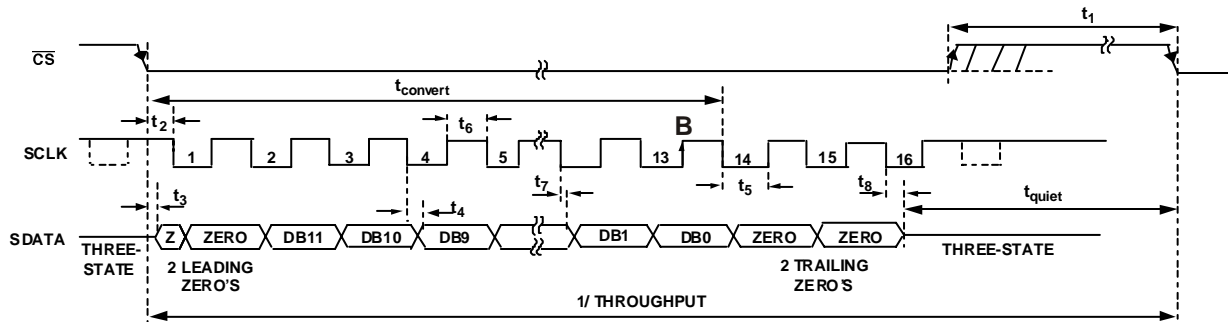 t1
CS
tconvert
t2
t6
B
SCLK
1
2
3
4
5
13
14
15
16
t3
t4
t7
t5
t8
tquiet
SDATA
Z
ZERO
DB11
DB10
DB9
DB1
DB0
ZERO
ZERO
THREE-
STATE
THREE-STATE
2 LEADING
ZERO'S
2 TRAILING
ZERO'S
1/ THROUGHPUT